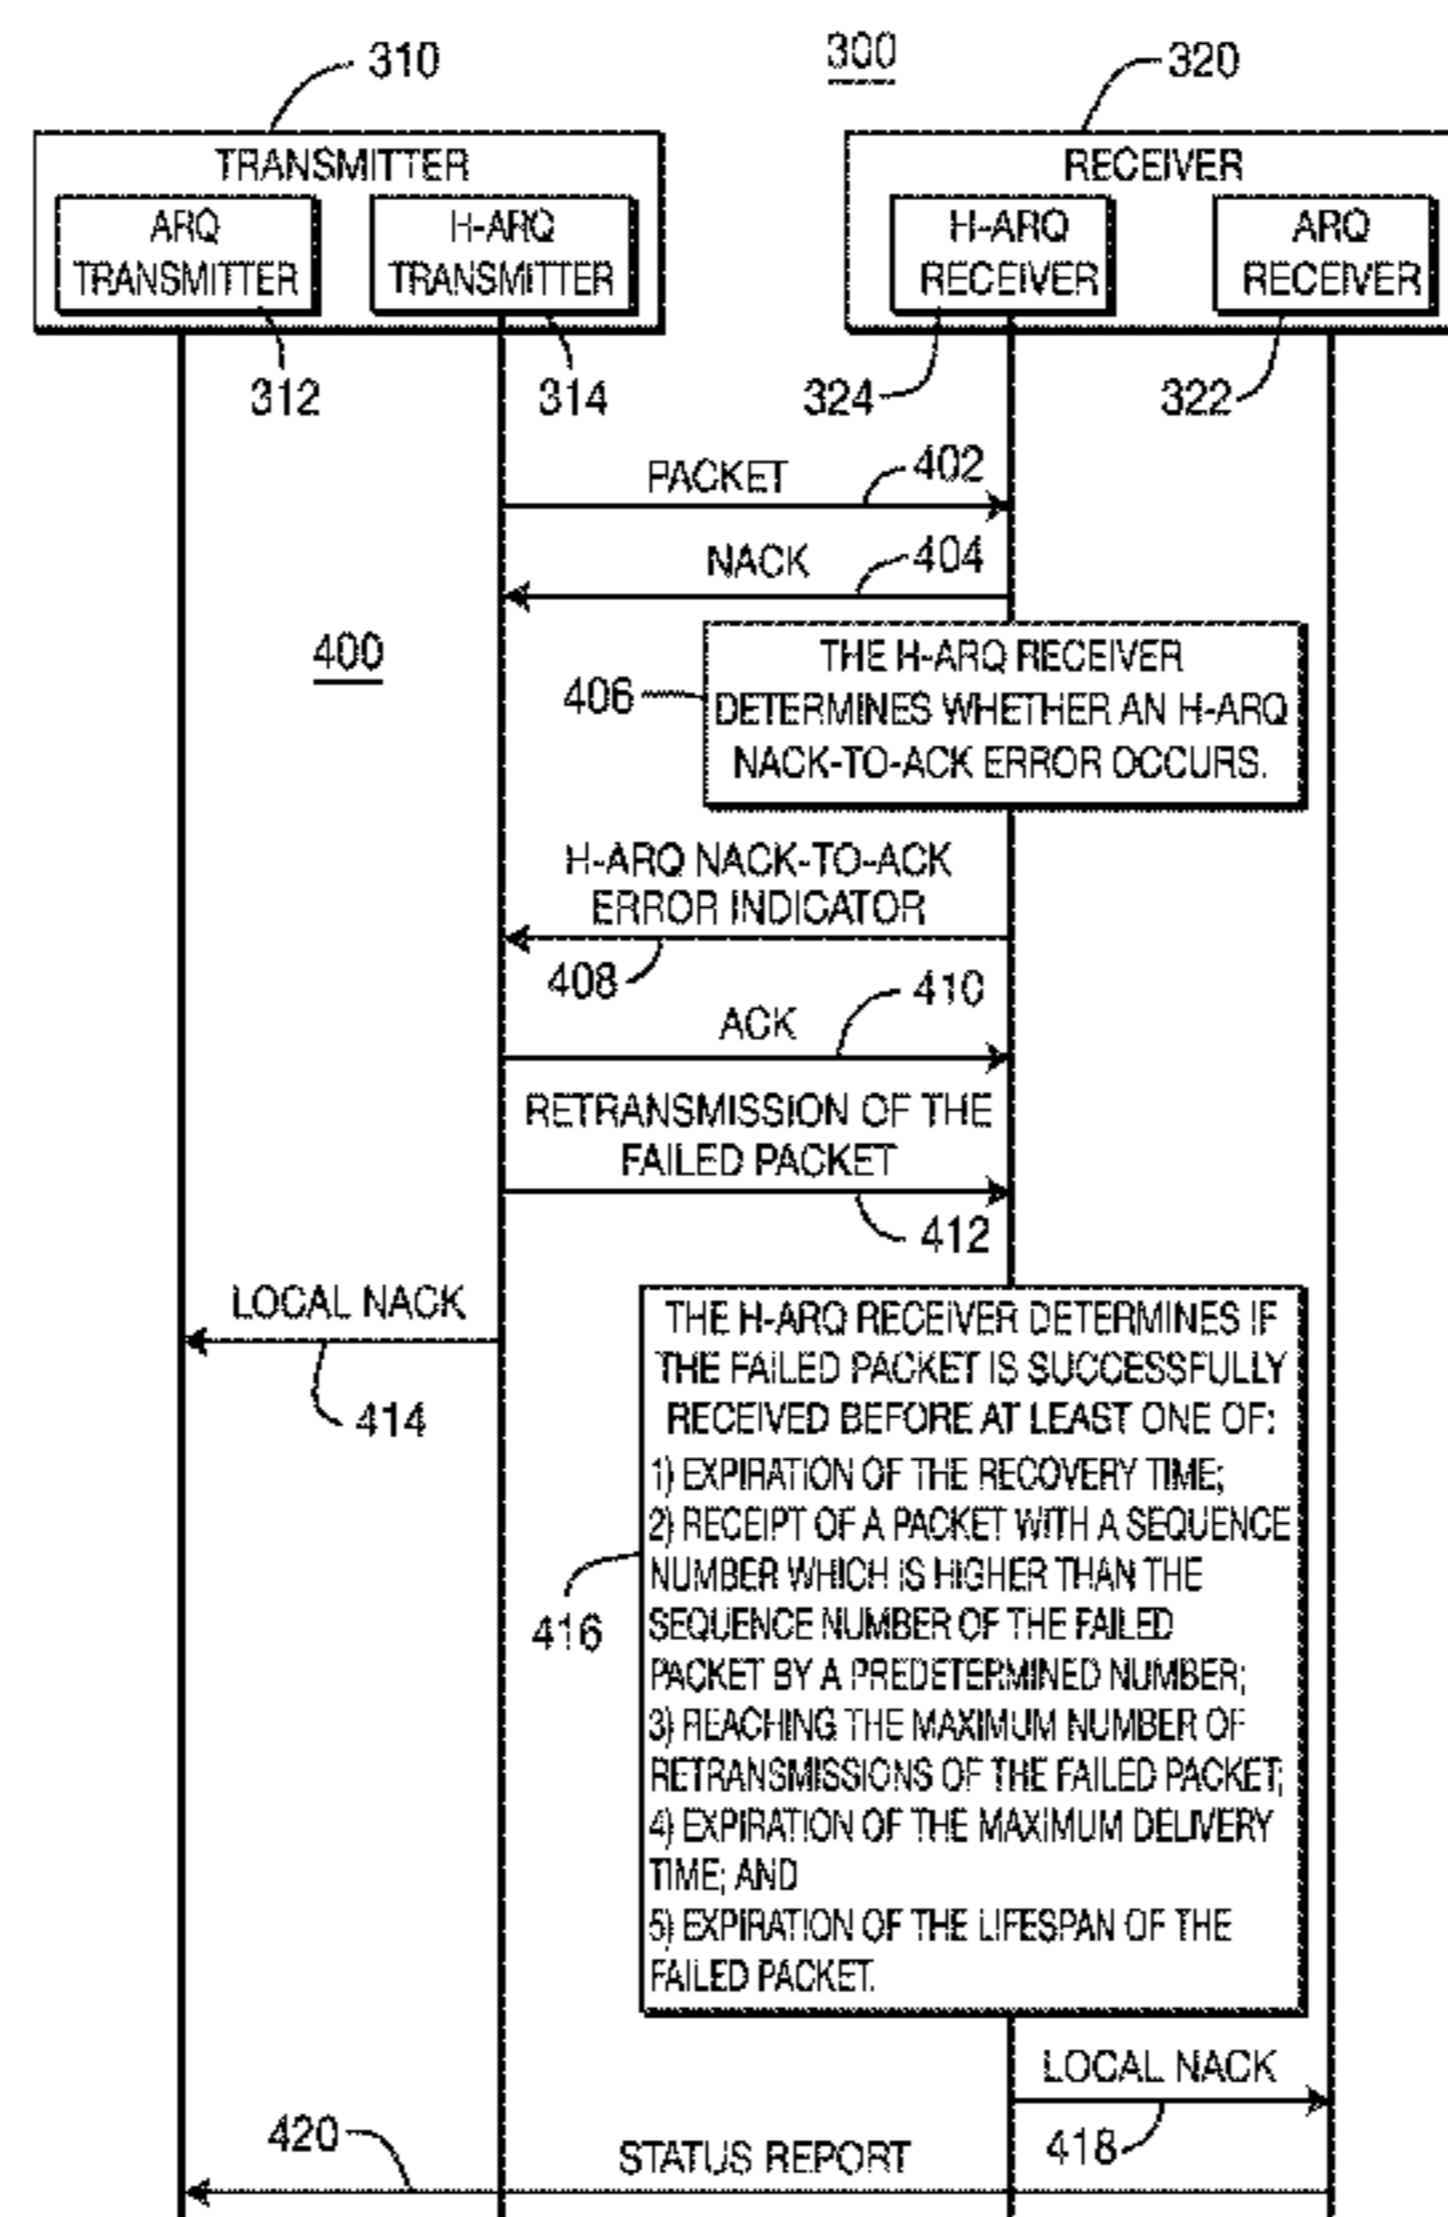 310
300
320
TRANSMITTER
RECEIVER
ARQ
TRANSMITTER
H-ARQ
TRANSMITTER
H-ARQ
RECEIVER
ARQ
RECEIVER
312
314
324
322
PACKET
402
NACK
404
400
406
THE H-ARQ RECEIVER
DETERMINES WHETHER AN H-ARQ
NACK-TO-ACK ERROR OCCURS.
H-ARQ NACK-TO-ACK
ERROR INDICATOR
408
410
ACK
RETRANSMISSION OF THE
FAILED PACKET
412
LOCAL NACK
414
416
THE H-ARQ RECEIVER DETERMINES IF
THE FAILED PACKET IS SUCCESSFULLY
RECEIVED BEFORE AT LEAST ONE OF:
1) EXPIRATION OF THE RECOVERY TIME;
2) RECEIPT OF A PACKET WITH A SEQUENCE
NUMBER WHICH IS HIGHER THAN THE
SEQUENCE NUMBER OF THE FAILED
PACKET BY A PREDETERMINED NUMBER;
3) REACHING THE MAXIMUM NUMBER OF
RETRANSMISSIONS OF THE FAILED PACKET;
4) EXPIRATION OF THE MAXIMUM DELIVERY
TIME; AND
5) EXPIRATION OF THE LIFESPAN OF THE
FAILED PACKET.
LOCAL NACK
418
420
STATUS REPORT